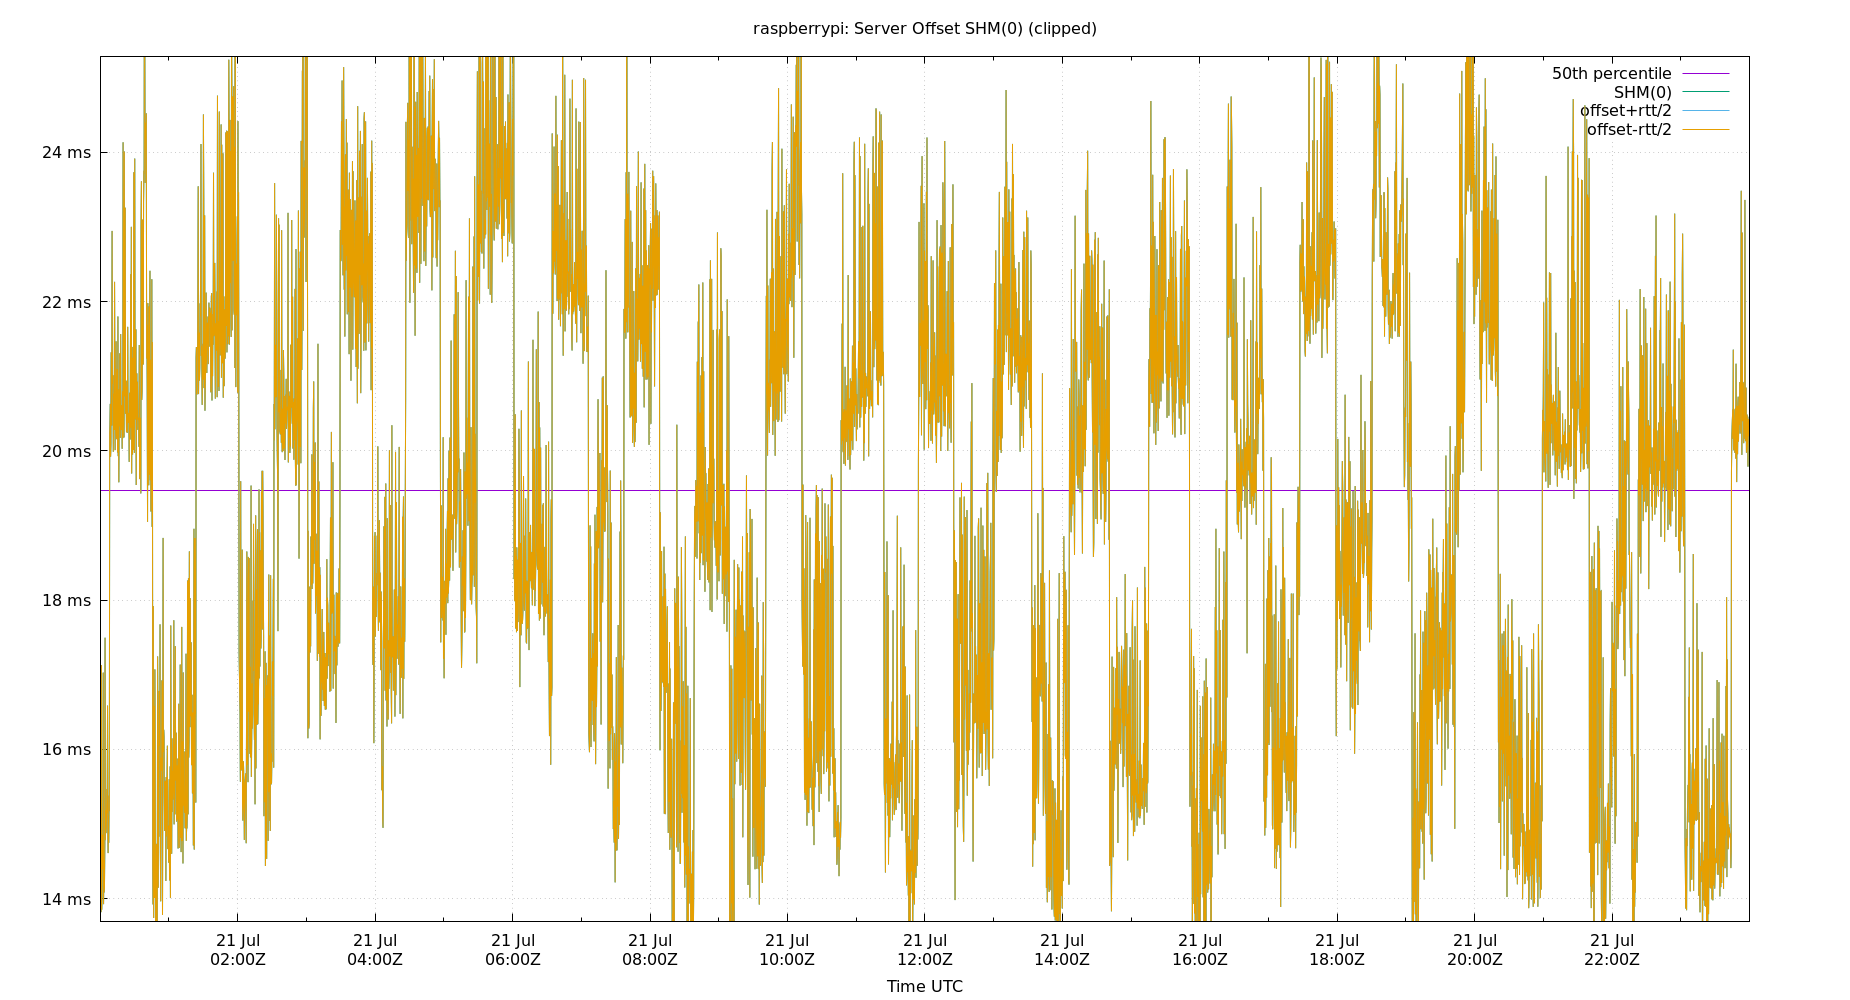 raspberrypi: Server Offset SHM(0) (clipped)
50th percentile
SHM(0)
offset+rtt/2
offset-rtt/2
24 ms
22 ms
20 ms
18 ms
16 ms
14 ms
21 Jul 21 Jul 21 Jul 21 Jul 21 Jul 21 Jul 21 Jul 21 Jul 21 Jul 21 Jul 21 Jul
02:00Z 04:00Z 06:00Z 08:00Z 10:00Z 12:00Z 14:00Z 16:00Z 18:00Z 20:00Z 22:00Z
Time UTC